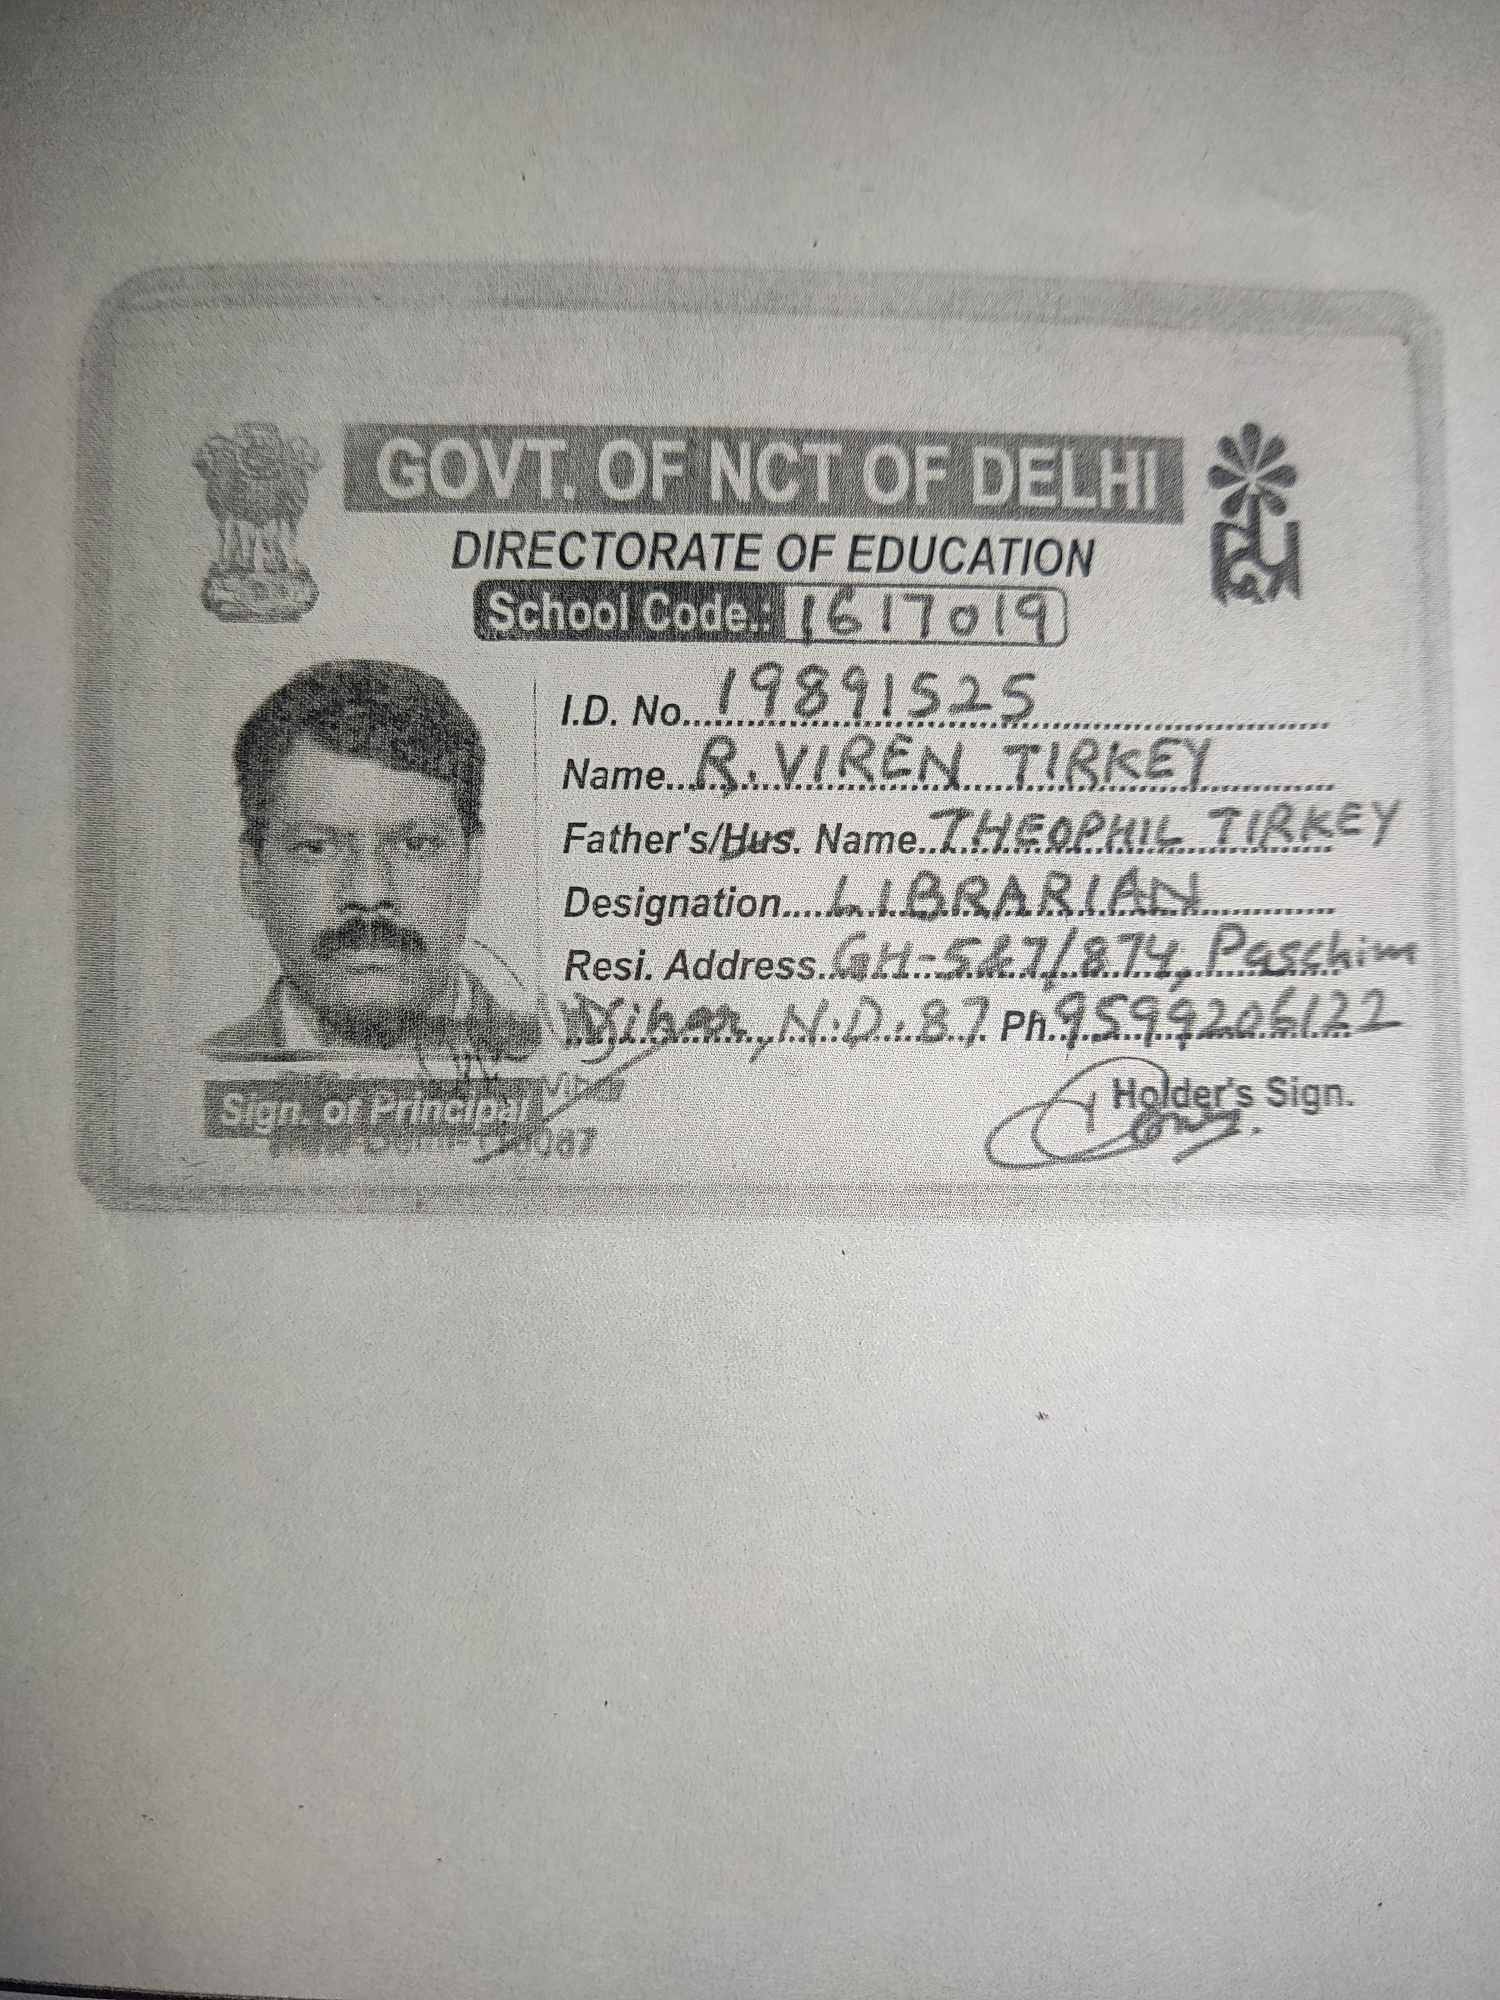 GOVT. OF NCT OF DELHI
DIRECTORATE OF EDUCATION
School Code.: 1617019
I.D. No. 19891525
Name R. VIREN TIRKEY
Father's/Hus. Name THEOPHIL TIRKEY
Designation LIBRARIAN
Resi. Address GH-5&7/874, Paschim
Vihar, N.D.-87 Ph. 9599206122
Sign. of Principal
Holder's Sign.